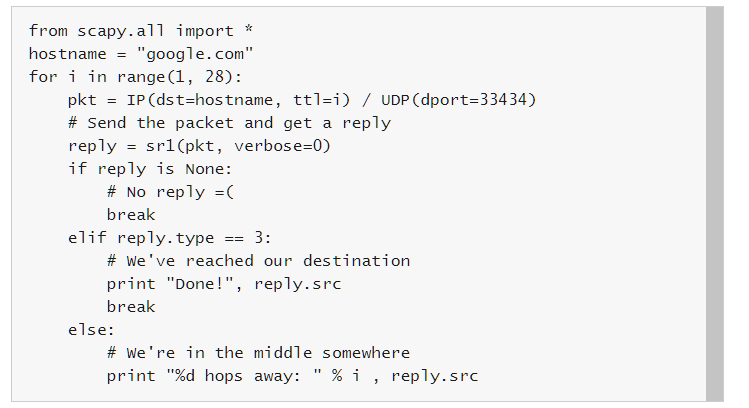 from scapy.all import *
hostname = "google.com"
for i in range(1, 28):
    pkt = IP(dst=hostname, ttl=i) / UDP(dport=33434)
    # Send the packet and get a reply
    reply = sr1(pkt, verbose=0)
    if reply is None:
        # No reply =(
        break
    elif reply.type == 3:
        # We've reached our destination
        print "Done!", reply.src
        break
    else:
        # We're in the middle somewhere
        print "%d hops away: " % i , reply.src